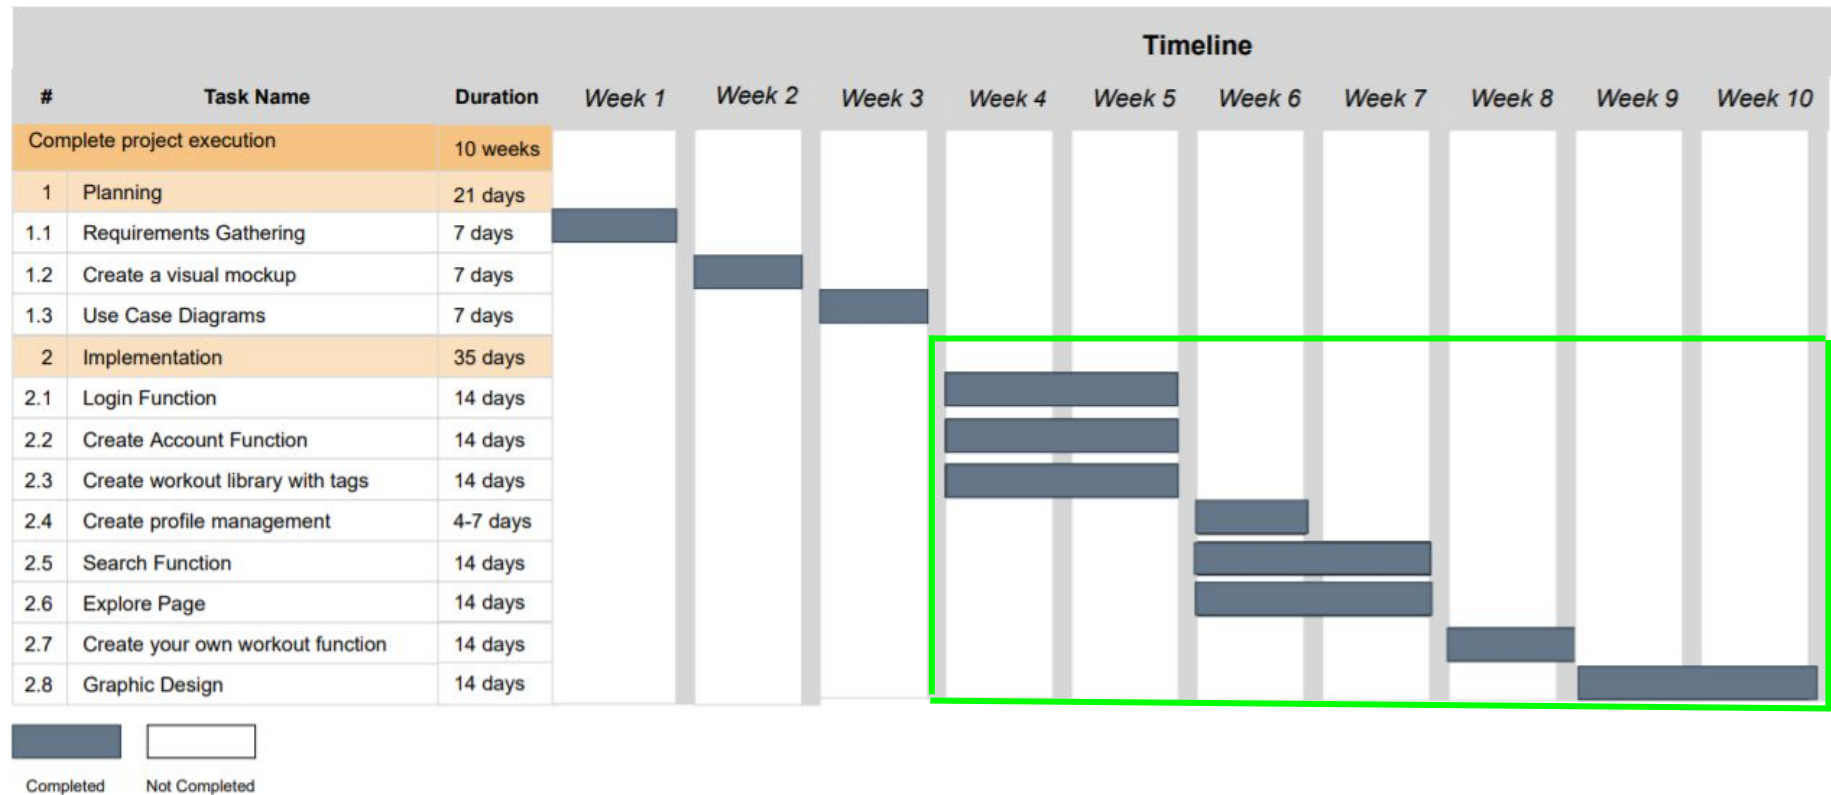 Timeline
# Task Name Duration Week 1 Week 2 Week 3 Week 4 Week 5 Week 6 Week 7 Week 8 Week 9 Week 10
Complete project execution 10 weeks
1 Planning 21 days
1.1 Requirements Gathering 7 days
1.2 Create a visual mockup 7 days
1.3 Use Case Diagrams 7 days
2 Implementation 35 days
2.1 Login Function 14 days
2.2 Create Account Function 14 days
2.3 Create workout library with tags 14 days
2.4 Create profile management 4-7 days
2.5 Search Function 14 days
2.6 Explore Page 14 days
2.7 Create your own workout function 14 days
2.8 Graphic Design 14 days
Completed Not Completed